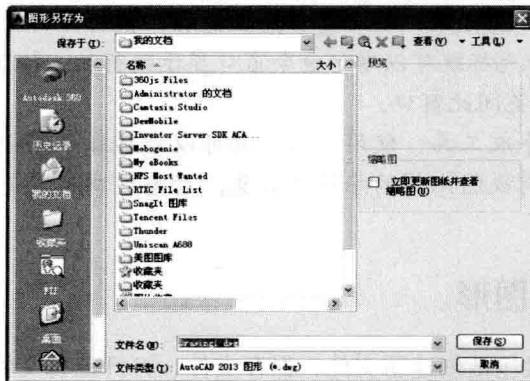 图形另存为
保存于(I):
我的文档
查看(V)
工具(L)
Autodesk 360
历史记录
我的文档
收藏夹
FTP
桌面
名称
大小
360js Files
Administrator 的文档
Camtasia Studio
DevMobile
Inventor Server SDK ACA...
Mobogenie
My eBooks
NFS Most Wanted
RTXC File List
SnagIt 图库
Tencent Files
Thunder
Uniscan A688
美图图库
收藏夹
收藏夹
预览
缩略图
立即更新图纸并查看
缩略图(U)
文件名(N):
Drawing1.dwg
保存(S)
文件类型(T):
AutoCAD 2013 图形 (*.dwg)
取消